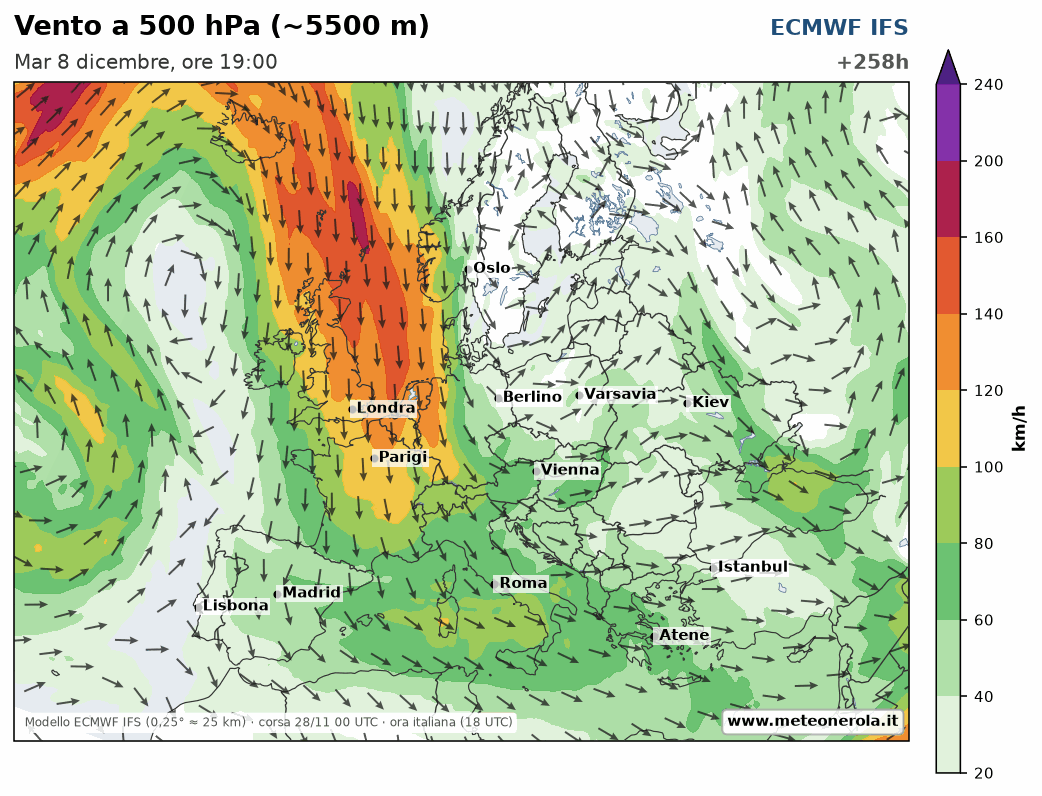 Vento a 500 hPa (~5500 m)
ECMWF IFS
Mar 8 dicembre, ore 19:00
+258h
240
200
160
140
120
100
80
60
40
20
km/h
Oslo
Berlino
Varsavia
Kiev
Londra
Parigi
Vienna
Istanbul
Roma
Madrid
Lisbona
Atene
Modello ECMWF IFS (0,25° ≈ 25 km) · corsa 28/11 00 UTC · ora italiana (18 UTC)
www.meteonerola.it